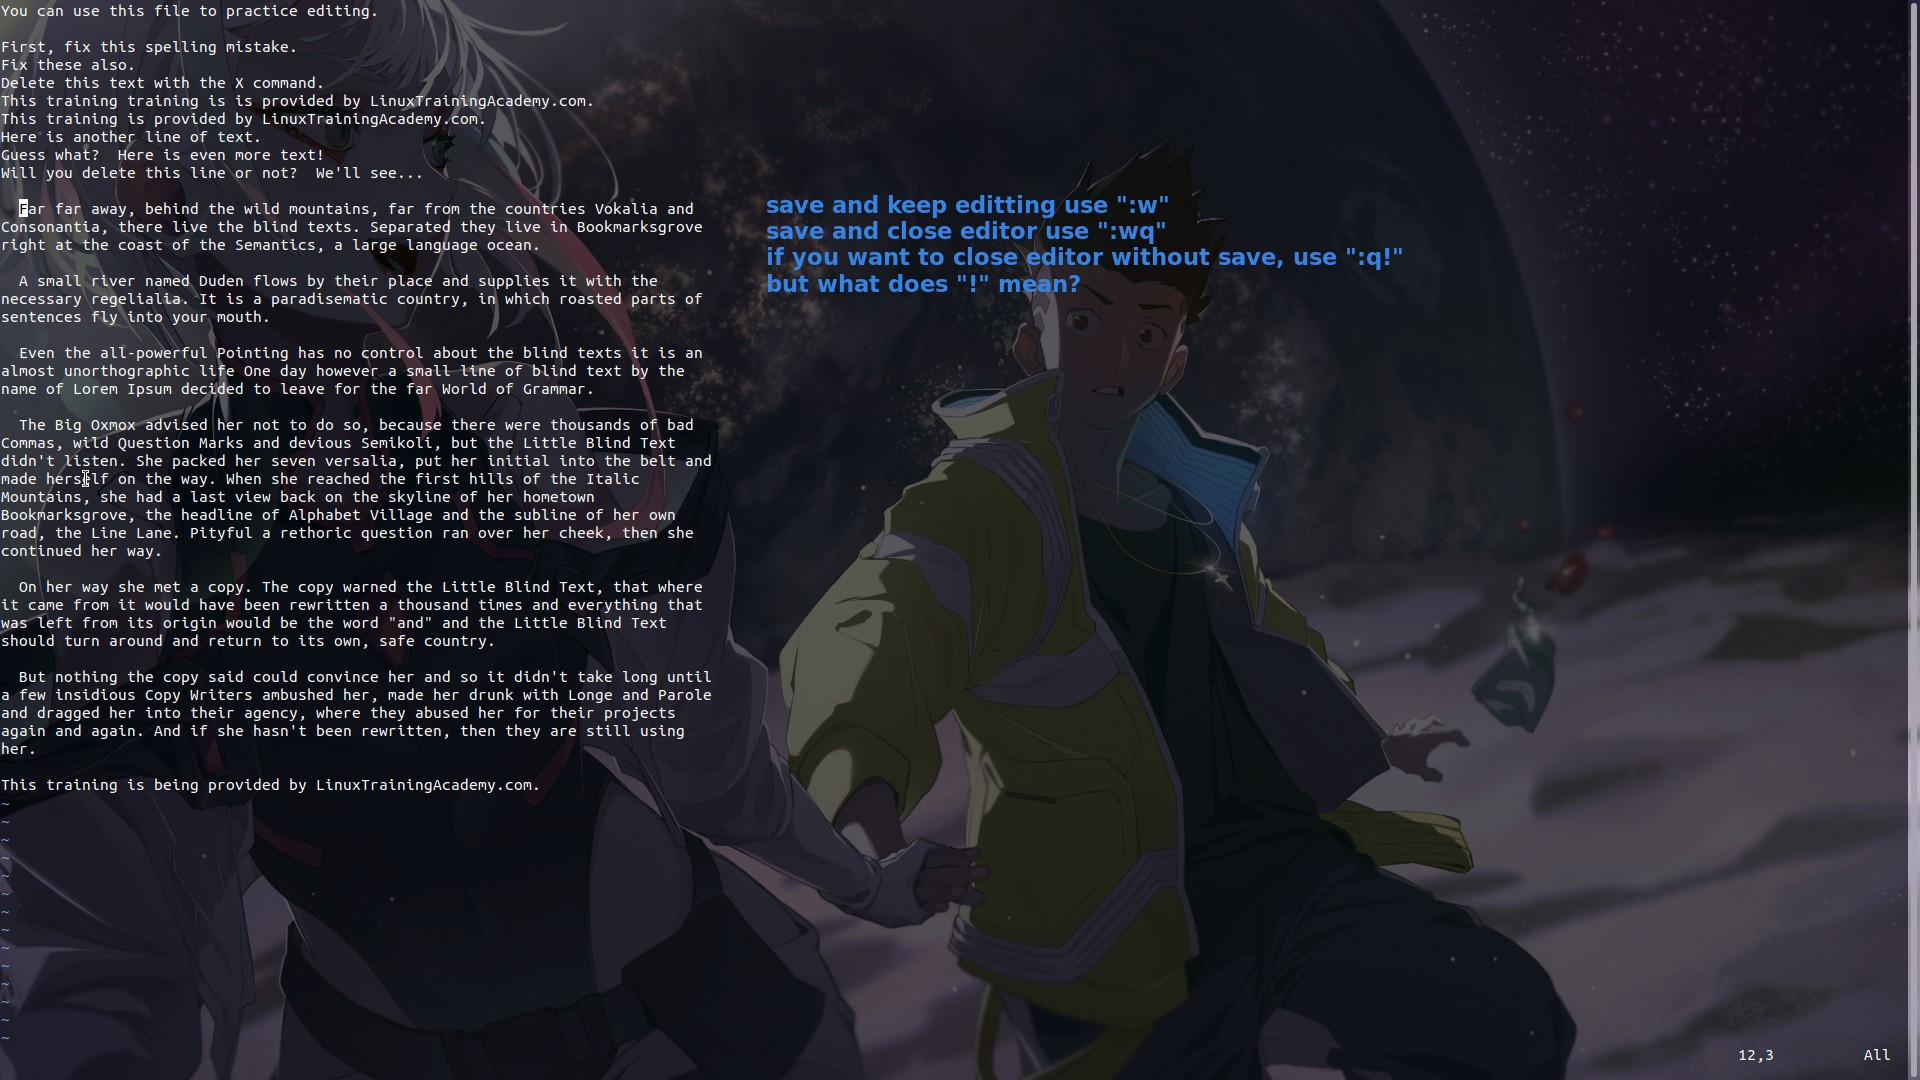 You can use this file to practice editing.
First, fix this spelling mistake.
Fix these also.
Delete this text with the X command.
This training training is is provided by LinuxTrainingAcademy.com.
This training is provided by LinuxTrainingAcademy.com.
Here is another line of text.
Guess what?  Here is even more text!
Will you delete this line or not?  We'll see...
Far far away, behind the wild mountains, far from the countries Vokalia and
Consonantia, there live the blind texts. Separated they live in Bookmarksgrove
right at the coast of the Semantics, a large language ocean.
A small river named Duden flows by their place and supplies it with the
necessary regelialia. It is a paradisematic country, in which roasted parts of
sentences fly into your mouth.
Even the all-powerful Pointing has no control about the blind texts it is an
almost unorthographic life One day however a small line of blind text by the
name of Lorem Ipsum decided to leave for the far World of Grammar.
The Big Oxmox advised her not to do so, because there were thousands of bad
Commas, wild Question Marks and devious Semikoli, but the Little Blind Text
didn't listen. She packed her seven versalia, put her initial into the belt and
made herself on the way. When she reached the first hills of the Italic
Mountains, she had a last view back on the skyline of her hometown
Bookmarksgrove, the headline of Alphabet Village and the subline of her own
road, the Line Lane. Pityful a rethoric question ran over her cheek, then she
continued her way.
On her way she met a copy. The copy warned the Little Blind Text, that where
it came from it would have been rewritten a thousand times and everything that
was left from its origin would be the word "and" and the Little Blind Text
should turn around and return to its own, safe country.
But nothing the copy said could convince her and so it didn't take long until
a few insidious Copy Writers ambushed her, made her drunk with Longe and Parole
and dragged her into their agency, where they abused her for their projects
again and again. And if she hasn't been rewritten, then they are still using
her.
This training is being provided by LinuxTrainingAcademy.com.
~
~
~
~
~
~
~
~
~
~
~
~
~
~
save and keep editting use ":w"
save and close editor use ":wq"
if you want to close editor without save, use ":q!"
but what does "!" mean?
12,3 All